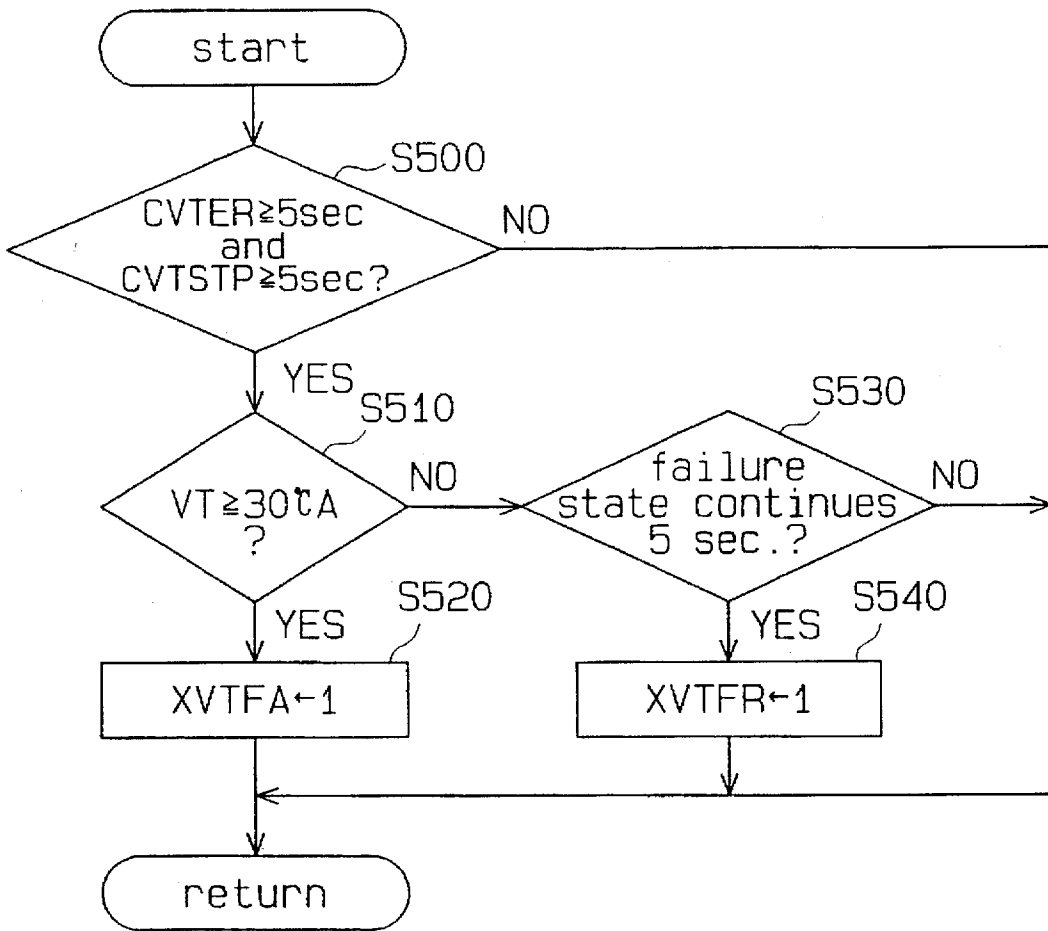 start
S500
CVTER≧5sec
and
CVTSTP≧5sec?
NO
YES
S510
VT≧30℃A
?
NO
S530
failure
state continues
5 sec.?
NO
YES
S520
XVTFA←1
YES
S540
XVTFR←1
return